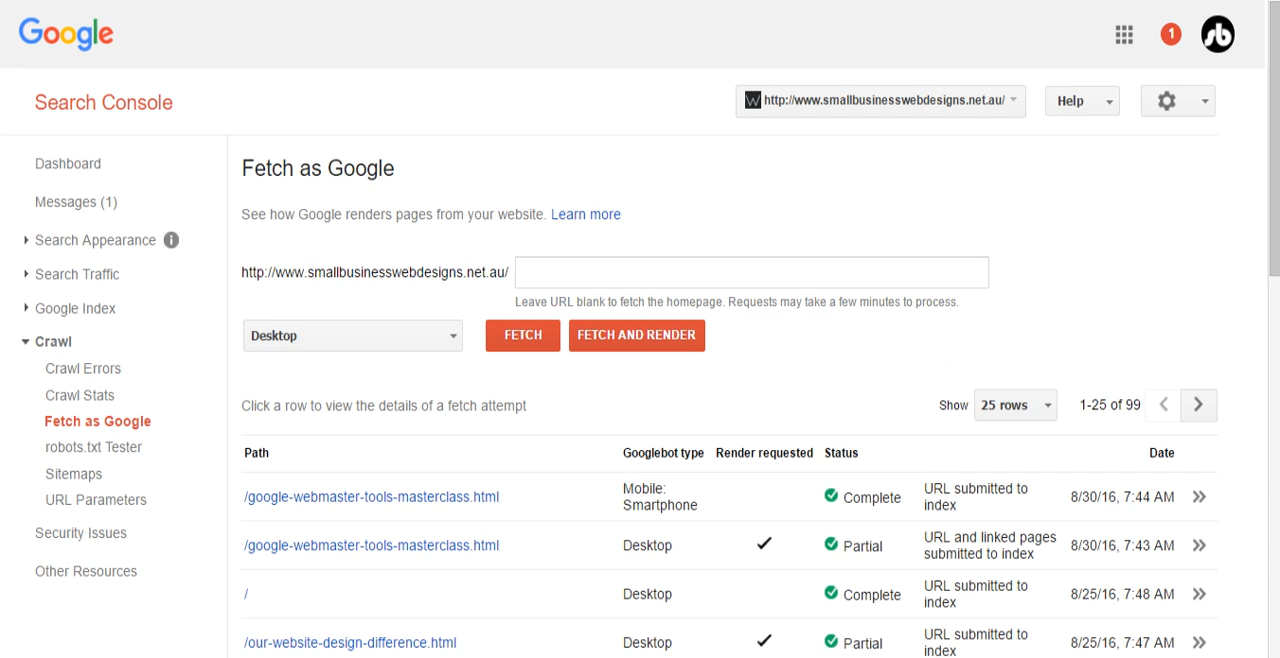 Google
1
sb
Search Console
W http://www.smallbusinesswebdesigns.net.au/
Help
Dashboard
Messages (1)
Search Appearance i
Search Traffic
Google Index
Crawl
Crawl Errors
Crawl Stats
Fetch as Google
robots.txt Tester
Sitemaps
URL Parameters
Security Issues
Other Resources
Fetch as Google
See how Google renders pages from your website. Learn more
http://www.smallbusinesswebdesigns.net.au/
Leave URL blank to fetch the homepage. Requests may take a few minutes to process.
Desktop FETCH FETCH AND RENDER
Click a row to view the details of a fetch attempt Show 25 rows 1-25 of 99
Path Googlebot type Render requested Status Date
/google-webmaster-tools-masterclass.html Mobile: Smartphone Complete URL submitted to index 8/30/16, 7:44 AM
/google-webmaster-tools-masterclass.html Desktop Partial URL and linked pages submitted to index 8/30/16, 7:43 AM
/ Desktop Complete URL submitted to index 8/25/16, 7:48 AM
/our-website-design-difference.html Desktop Partial URL submitted to index 8/25/16, 7:47 AM